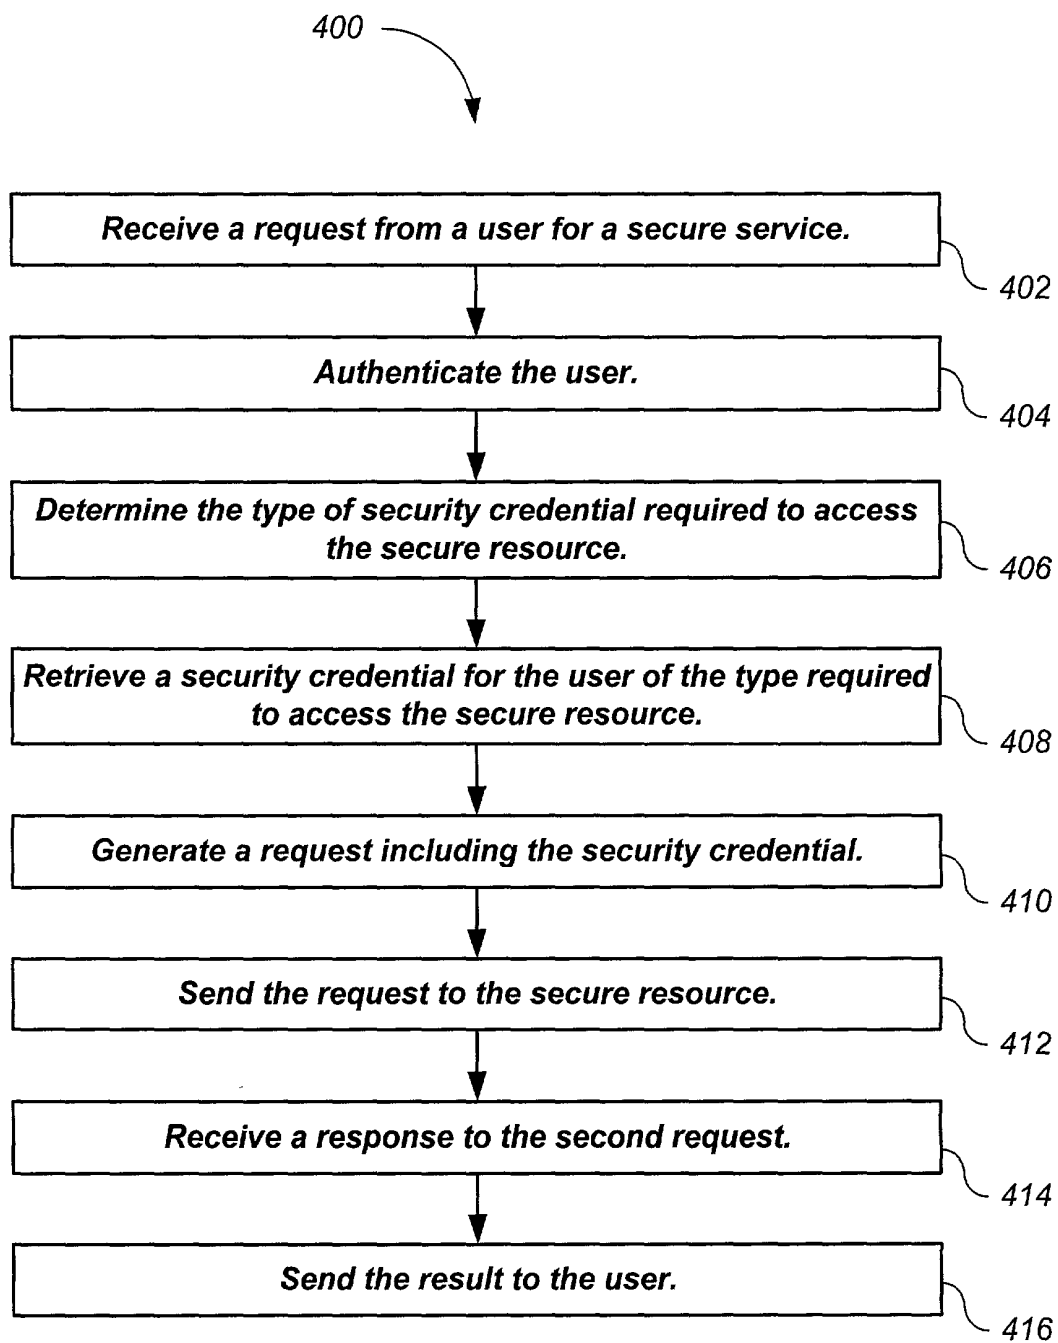 400
Receive a request from a user for a secure service.
402
Authenticate the user.
404
Determine the type of security credential required to access
the secure resource.
406
Retrieve a security credential for the user of the type required
to access the secure resource.
408
Generate a request including the security credential.
410
Send the request to the secure resource.
412
Receive a response to the second request.
414
Send the result to the user.
416